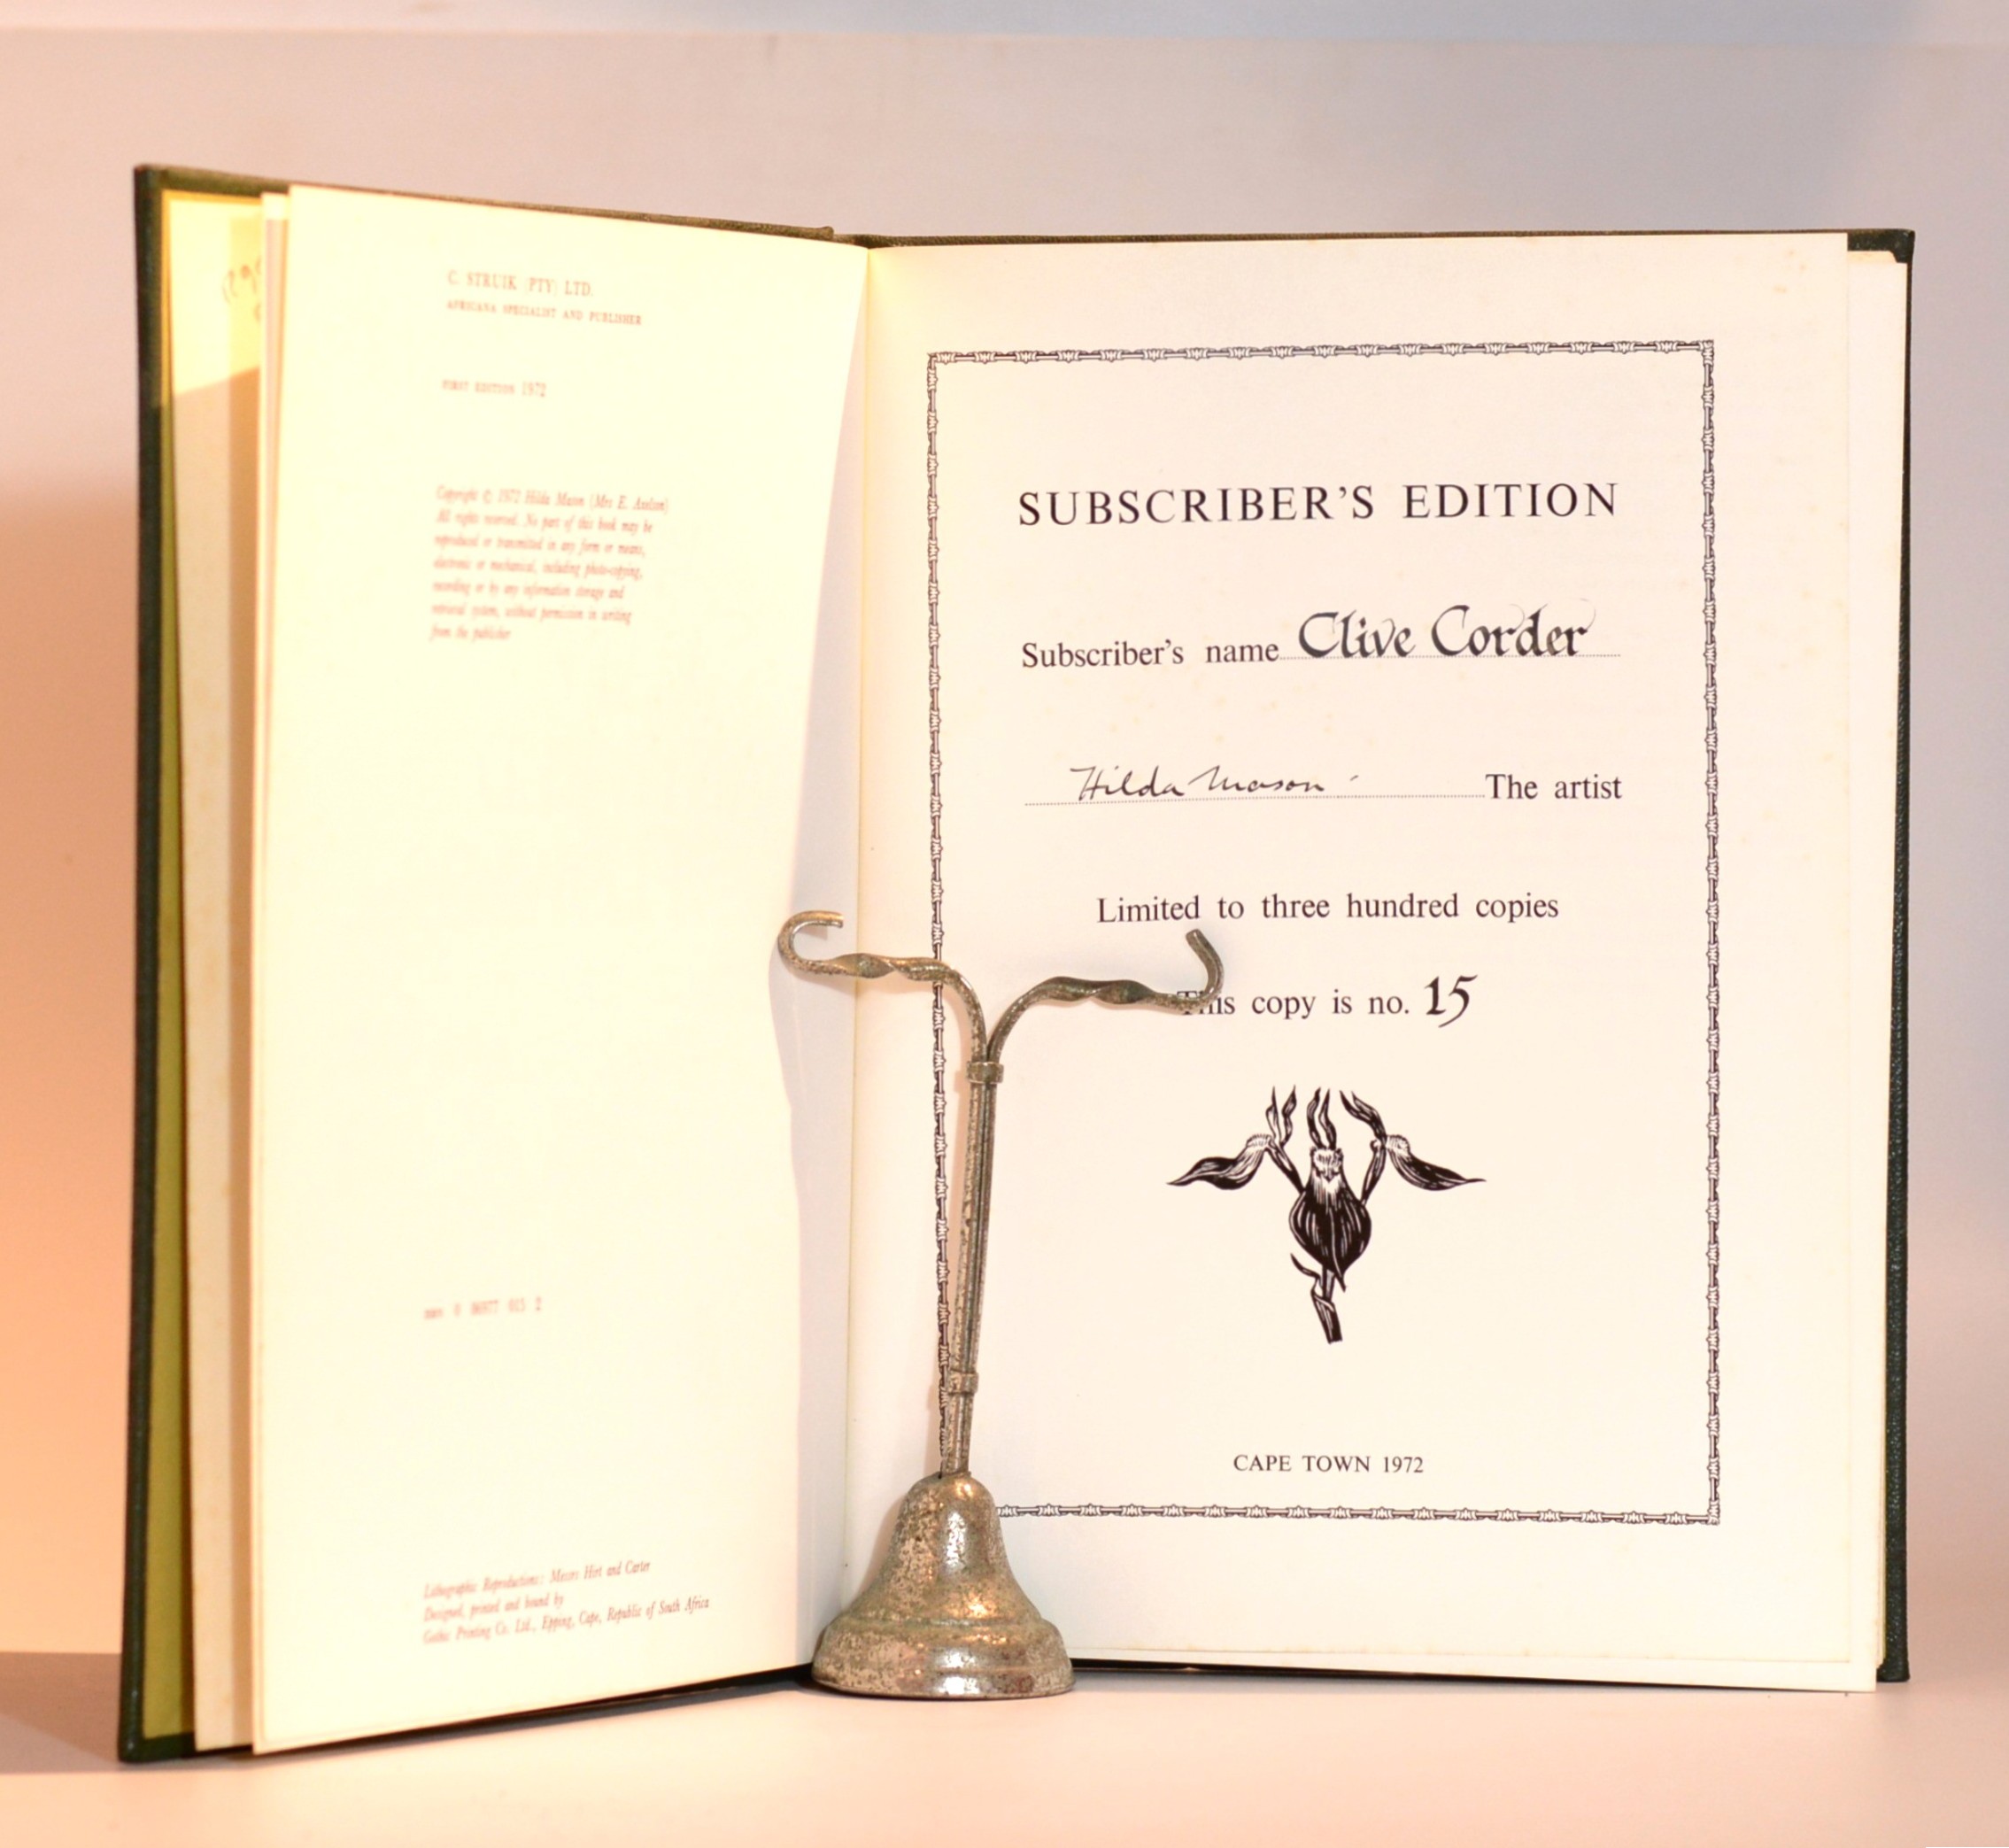 C. STRUIK (PTY) LTD.
AFRICANA SPECIALIST AND PUBLISHER
FIRST EDITION 1972
Copyright © 1972 Hilda Mason (Mrs E. Axelson)
All rights reserved. No part of this book may be
reproduced or transmitted in any form or means,
electronic or mechanical, including photo-copying,
recording or by any information storage and
retrieval system, without permission in writing
from the publisher
Lithographic Reproductions: Messrs Hirt and Carter
Designed, printed and bound by
Gothic Printing Co. Ltd., Epping, Cape, Republic of South Africa
SUBSCRIBER'S EDITION
Subscriber's name Clive Corder
Hilda Mason The artist
Limited to three hundred copies
This copy is no. 15
CAPE TOWN 1972